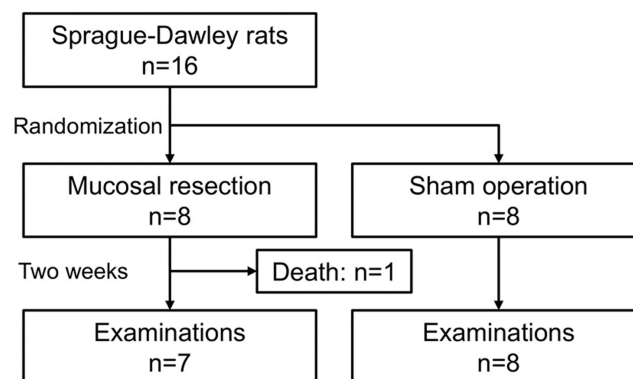 Sprague-Dawley rats
n=16
Randomization
Mucosal resection
n=8
Sham operation
n=8
Two weeks
Death: n=1
Examinations
n=7
Examinations
n=8